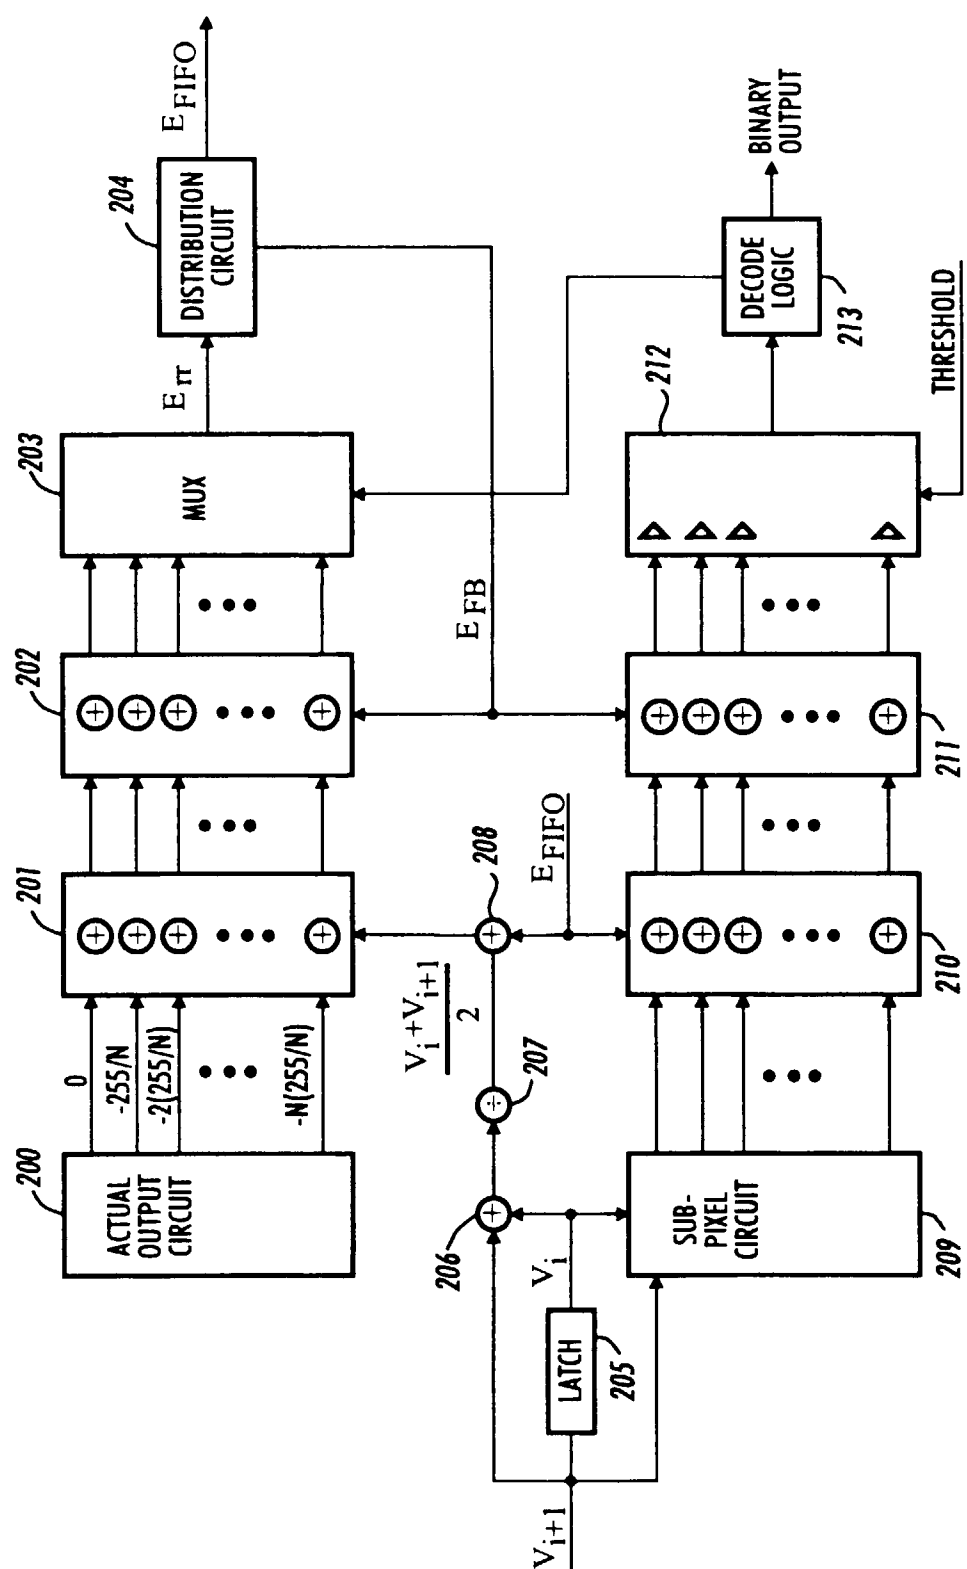 200
ACTUAL
OUTPUT
CIRCUIT
0
-255/N
-2(255/N)
-N(255/N)
201
202
203
MUX
E_rr
204
DISTRIBUTION
CIRCUIT
E_FIFO
V_i+1
LATCH
205
V_i
206
207
V_i+V_i+1
2
208
E_FIFO
E_FB
SUB-
PIXEL
CIRCUIT
209
210
211
212
THRESHOLD
DECODE
LOGIC
213
BINARY
OUTPUT